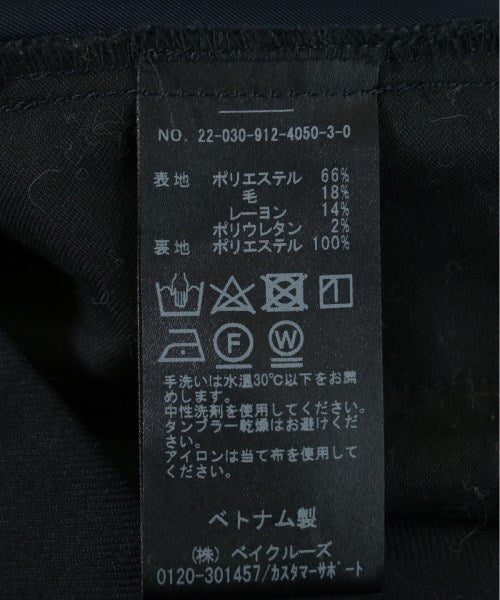 NO. 22-030-912-4050-3-0
表地 ポリエステル 66%
毛 18%
レーヨン 14%
ポリウレタン 2%
裏地 ポリエステル 100%
F W
手洗いは水温30℃以下をお薦
めします。
中性洗剤を使用してください。
タンブラー乾燥はお避けくだ
さい。
アイロンは当て布を使用して
ください。
ベトナム製
(株) ベイクルーズ
0120-301457/カスタマーサポート